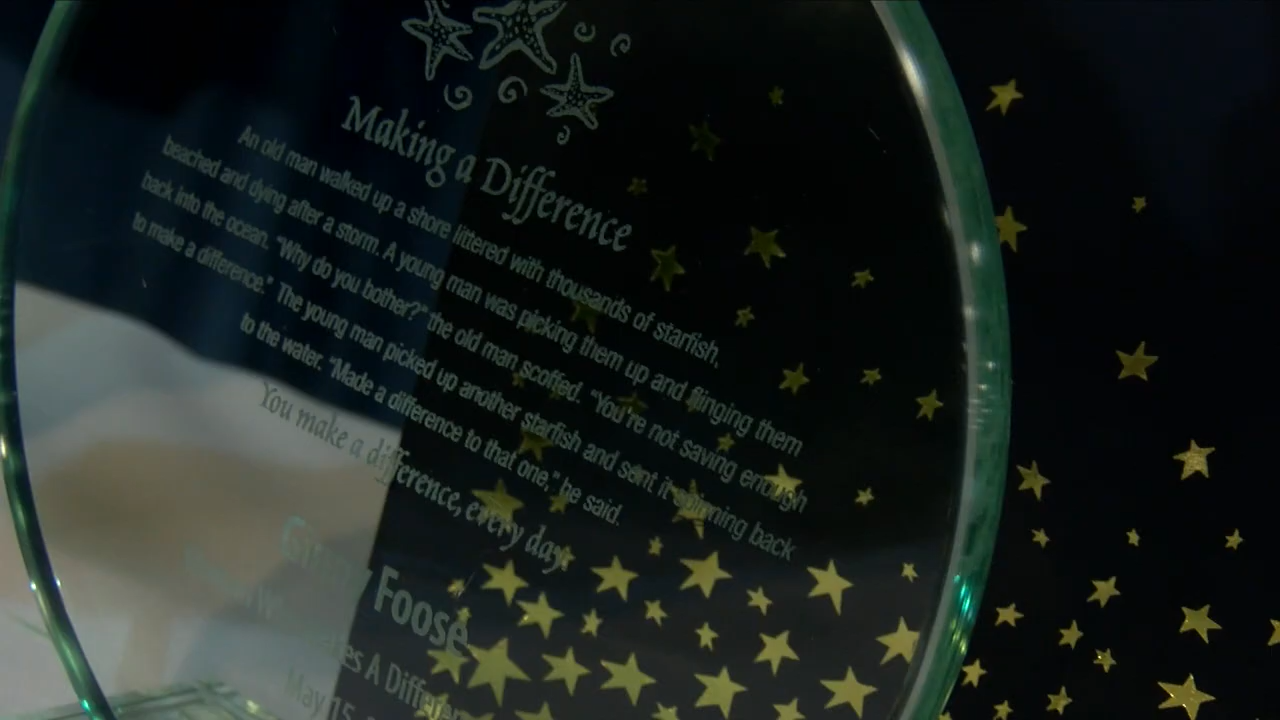 Making a Difference
An old man walked up a shore littered with thousands of starfish,
beached and dying after a storm. A young man was picking them up and flinging them
back into the ocean. "Why do you bother?" the old man scoffed. "You're not saving enough
to make a difference." The young man picked up another starfish and sent it spinning back
to the water. "Made a difference to that one," he said.
You make a difference, every day.
Foose
A
May 15,